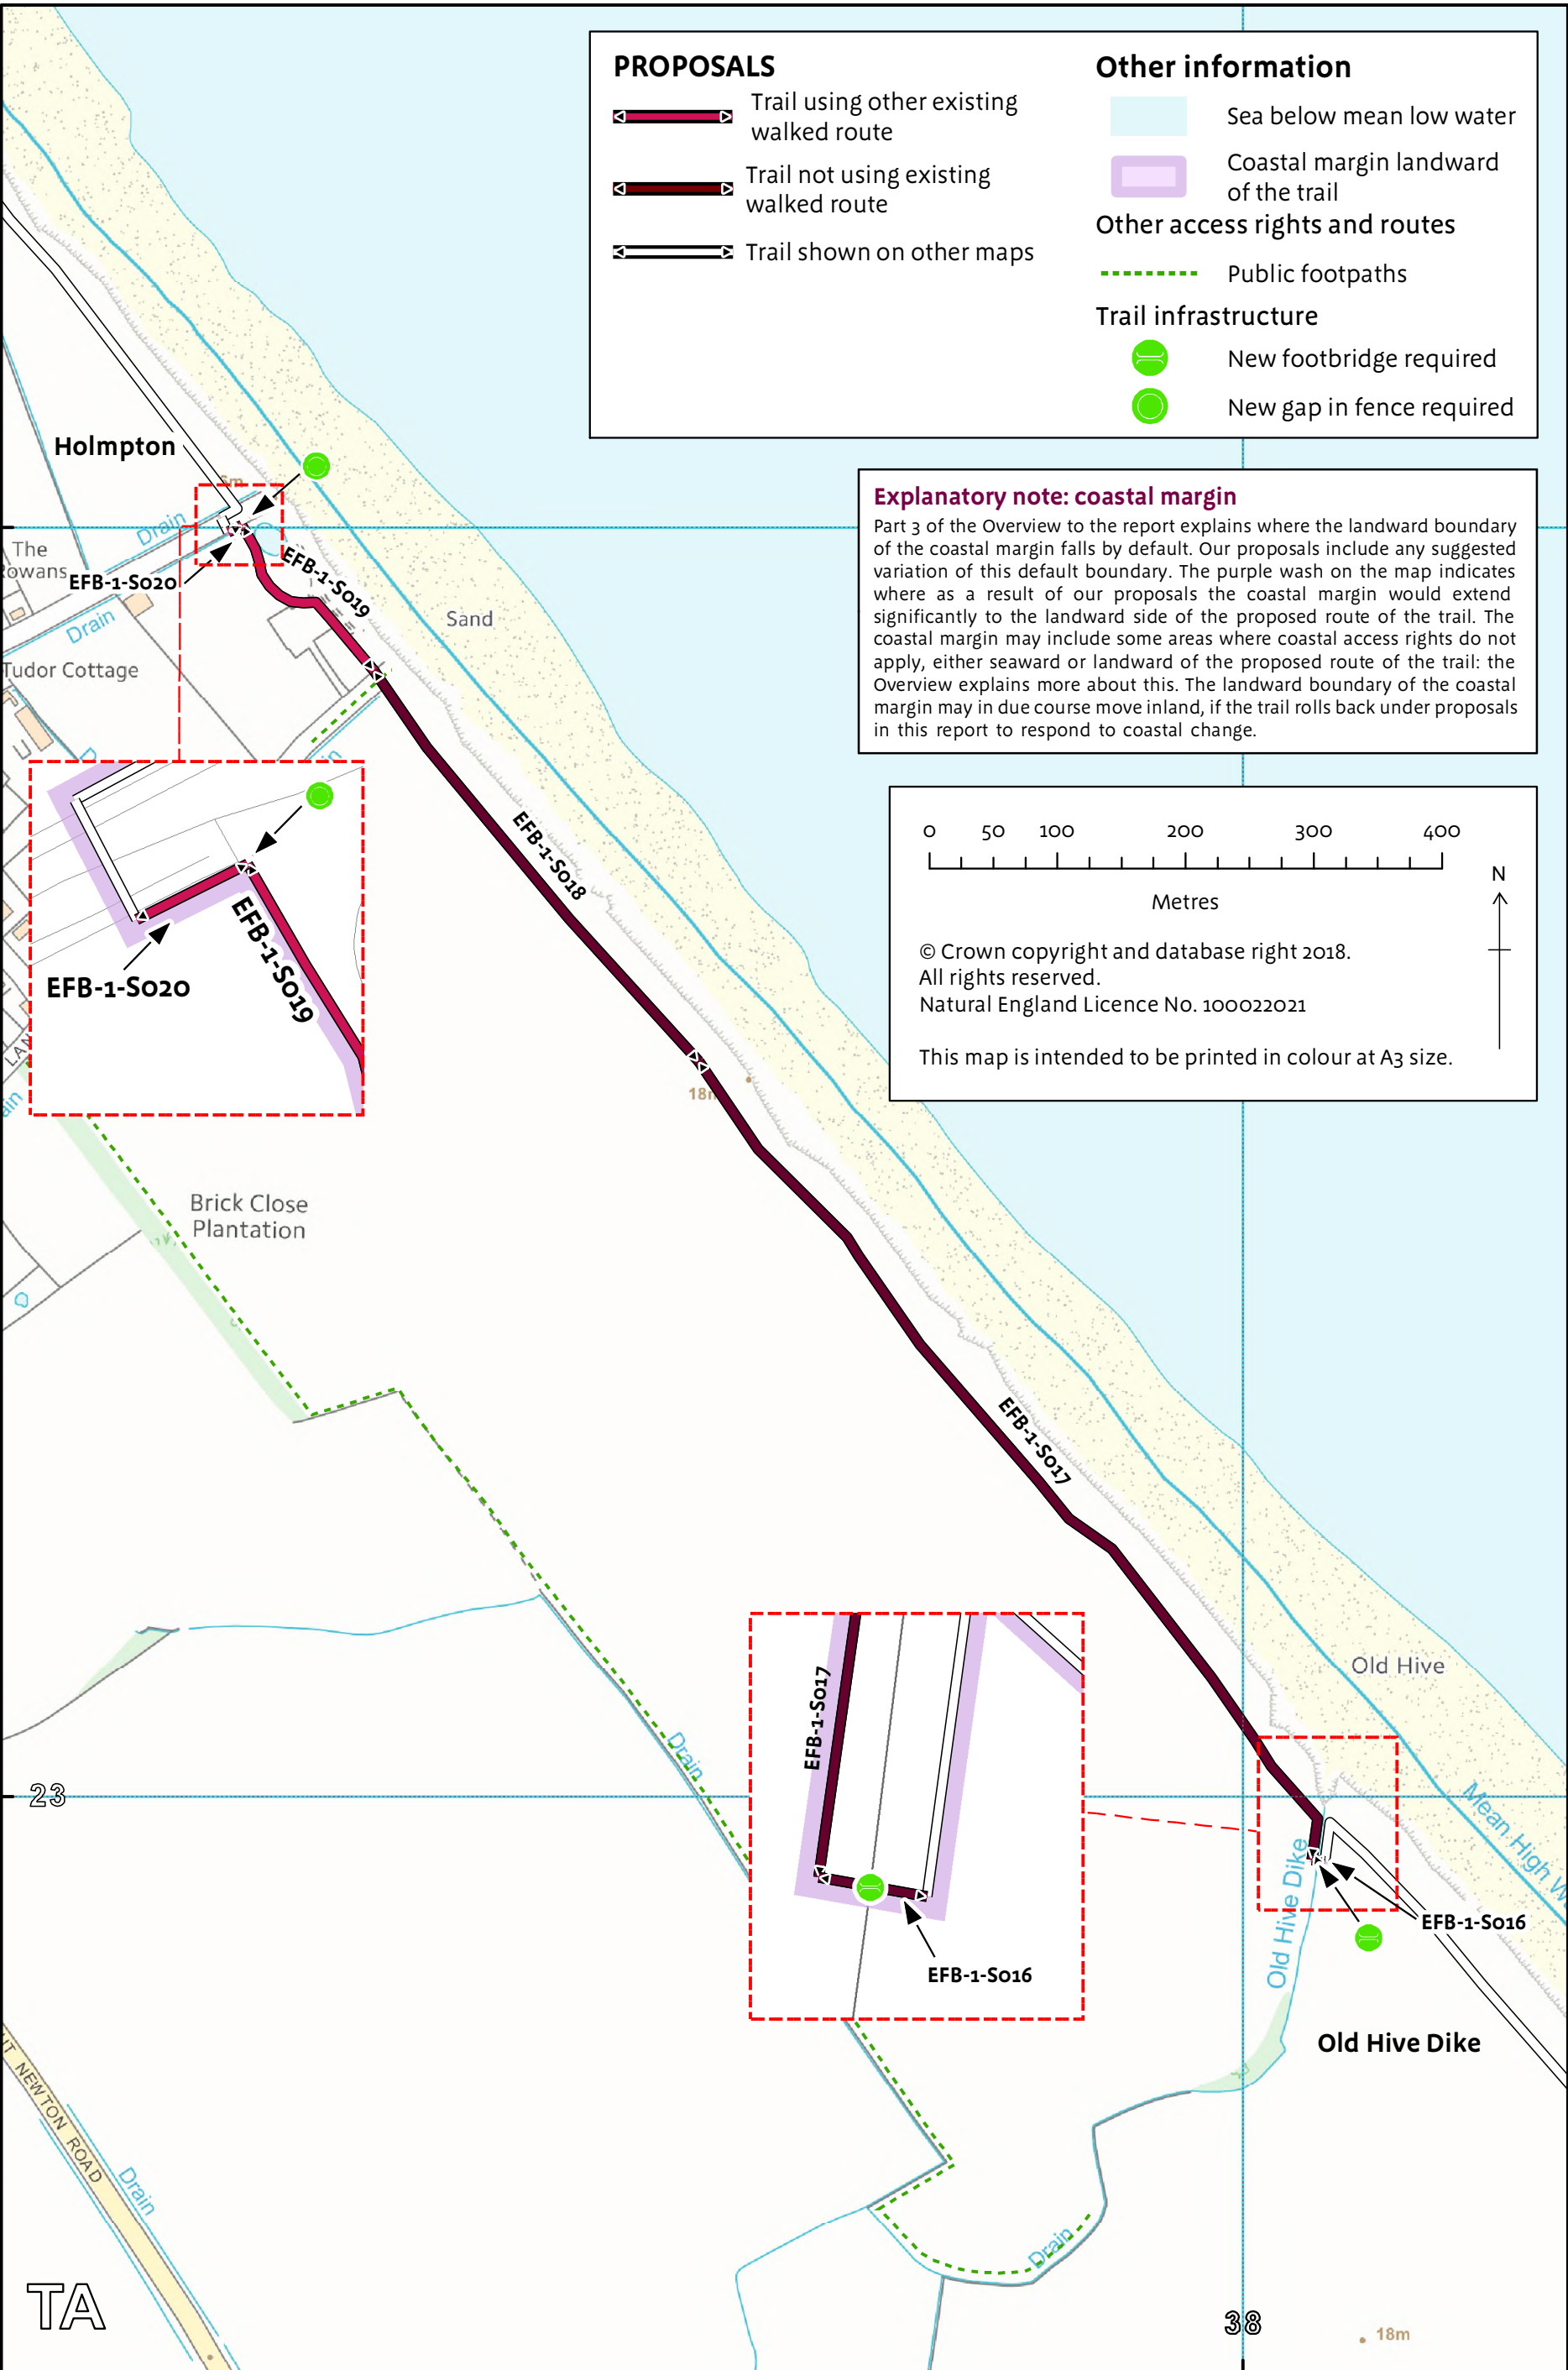 PROPOSALS
Trail using other existing
walked route
Trail not using existing
walked route
Trail shown on other maps
Other information
Sea below mean low water
Coastal margin landward
of the trail
Other access rights and routes
Public footpaths
Trail infrastructure
New footbridge required
New gap in fence required
Explanatory note: coastal margin
Part 3 of the Overview to the report explains where the landward boundary
of the coastal margin falls by default. Our proposals include any suggested
variation of this default boundary. The purple wash on the map indicates
where as a result of our proposals the coastal margin would extend
significantly to the landward side of the proposed route of the trail. The
coastal margin may include some areas where coastal access rights do not
apply, either seaward or landward of the proposed route of the trail: the
Overview explains more about this. The landward boundary of the coastal
margin may in due course move inland, if the trail rolls back under proposals
in this report to respond to coastal change.
0 50 100 200 300 400
Metres
N
© Crown copyright and database right 2018.
All rights reserved.
Natural England Licence No. 100022021
This map is intended to be printed in colour at A3 size.
Holmpton
Drain
The
EFB-1-S020
EFB-1-S019
Sand
Drain
Tudor Cottage
EFB-1-S018
EFB-1-S020
EFB-1-S019
18m
Brick Close
Plantation
EFB-1-S017
Old Hive
Drain
EFB-1-S017
EFB-1-S016
23
Mean High W
Old Hive Dike
EFB-1-S016
Old Hive Dike
NEWTON ROAD
Drain
Drain
TA
38
18m